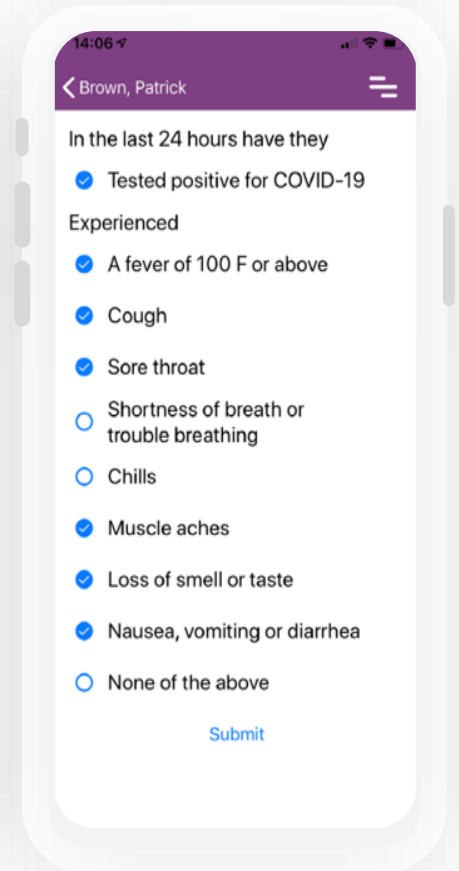 14:06
Brown, Patrick
In the last 24 hours have they
Tested positive for COVID-19
Experienced
A fever of 100 F or above
Cough
Sore throat
Shortness of breath or
trouble breathing
Chills
Muscle aches
Loss of smell or taste
Nausea, vomiting or diarrhea
None of the above
Submit